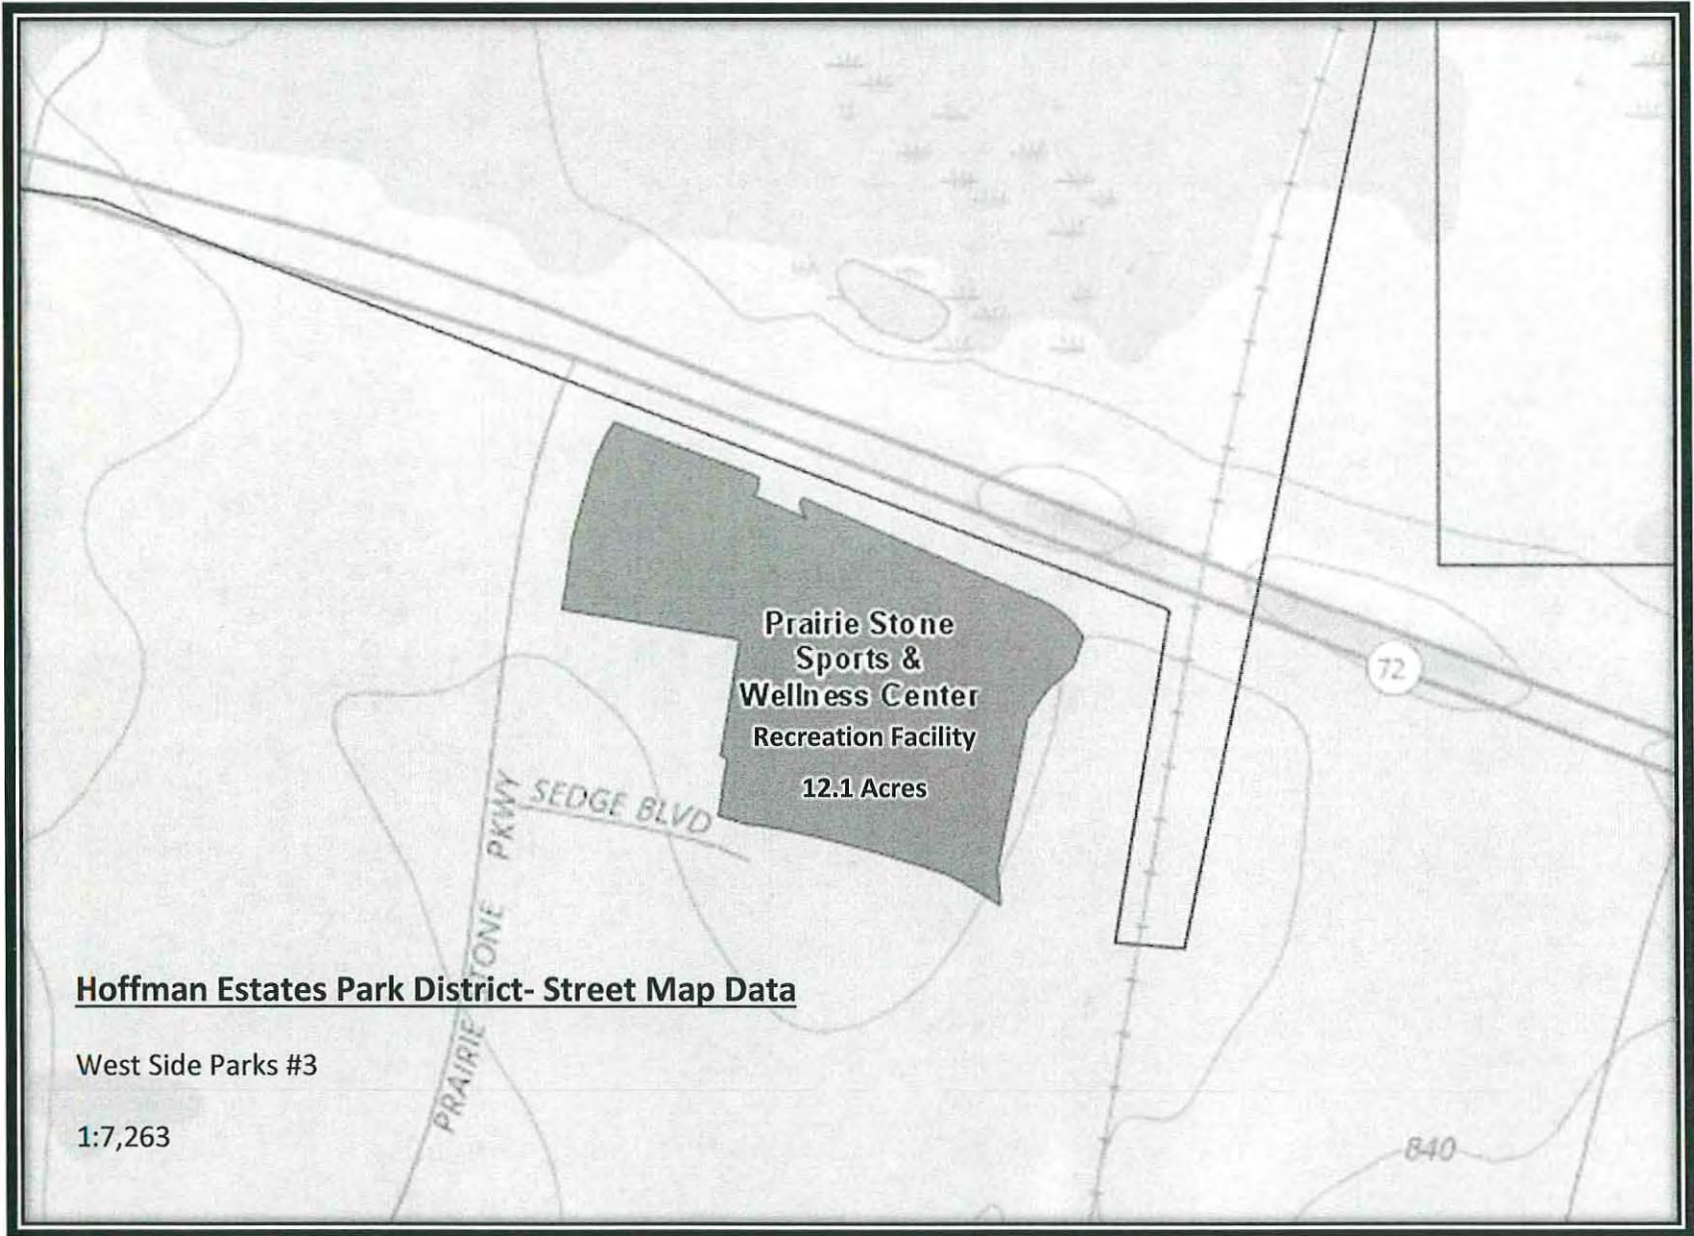 72
Prairie Stone
Sports &
Wellness Center
Recreation Facility
12.1 Acres
SEDGE BLVD
PRAIRIE STONE PKWY
Hoffman Estates Park District- Street Map Data
West Side Parks #3
1:7,263
840